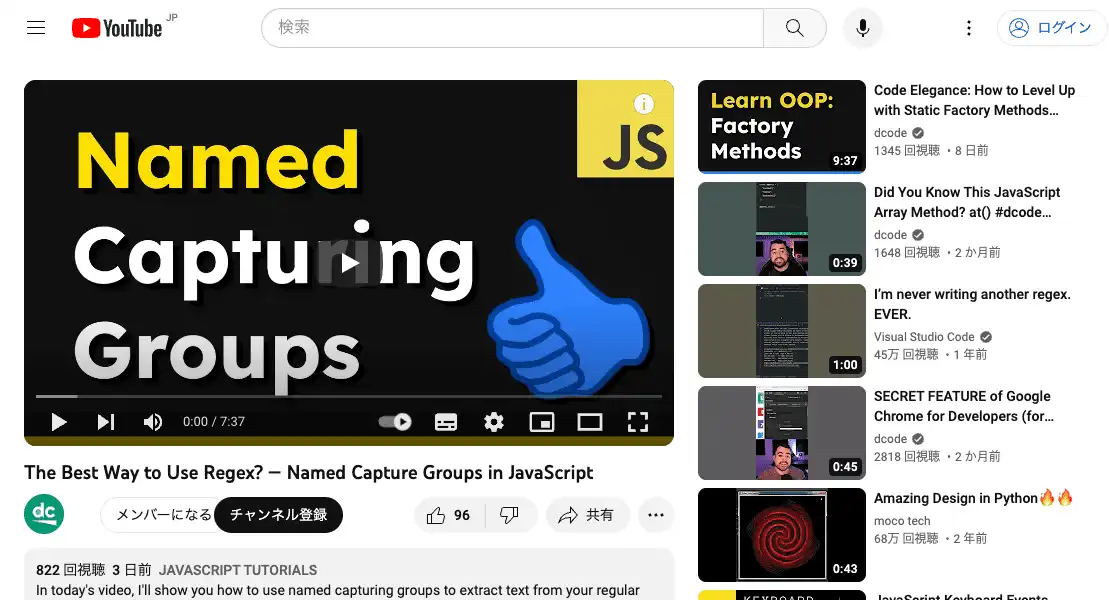 YouTube JP
検索
ログイン
Named
Capturing
Groups
JS
0:00 / 7:37
The Best Way to Use Regex? — Named Capture Groups in JavaScript
dc
メンバーになる
チャンネル登録
96
共有
822 回視聴 3 日前 JAVASCRIPT TUTORIALS
In today's video, I'll show you how to use named capturing groups to extract text from your regular
Learn OOP:
Factory
Methods
9:37
Code Elegance: How to Level Up
with Static Factory Methods…
dcode
1345 回視聴 ・8 日前
0:39
Did You Know This JavaScript
Array Method? at() #dcode…
dcode
1648 回視聴 ・2 か月前
1:00
I'm never writing another regex.
EVER.
Visual Studio Code
45万 回視聴 ・1 年前
0:45
SECRET FEATURE of Google
Chrome for Developers (for…
dcode
2818 回視聴 ・2 か月前
0:43
Amazing Design in Python🔥🔥
moco tech
68万 回視聴 ・2 年前
KEYBOARD
JavaScript Keyboard Events